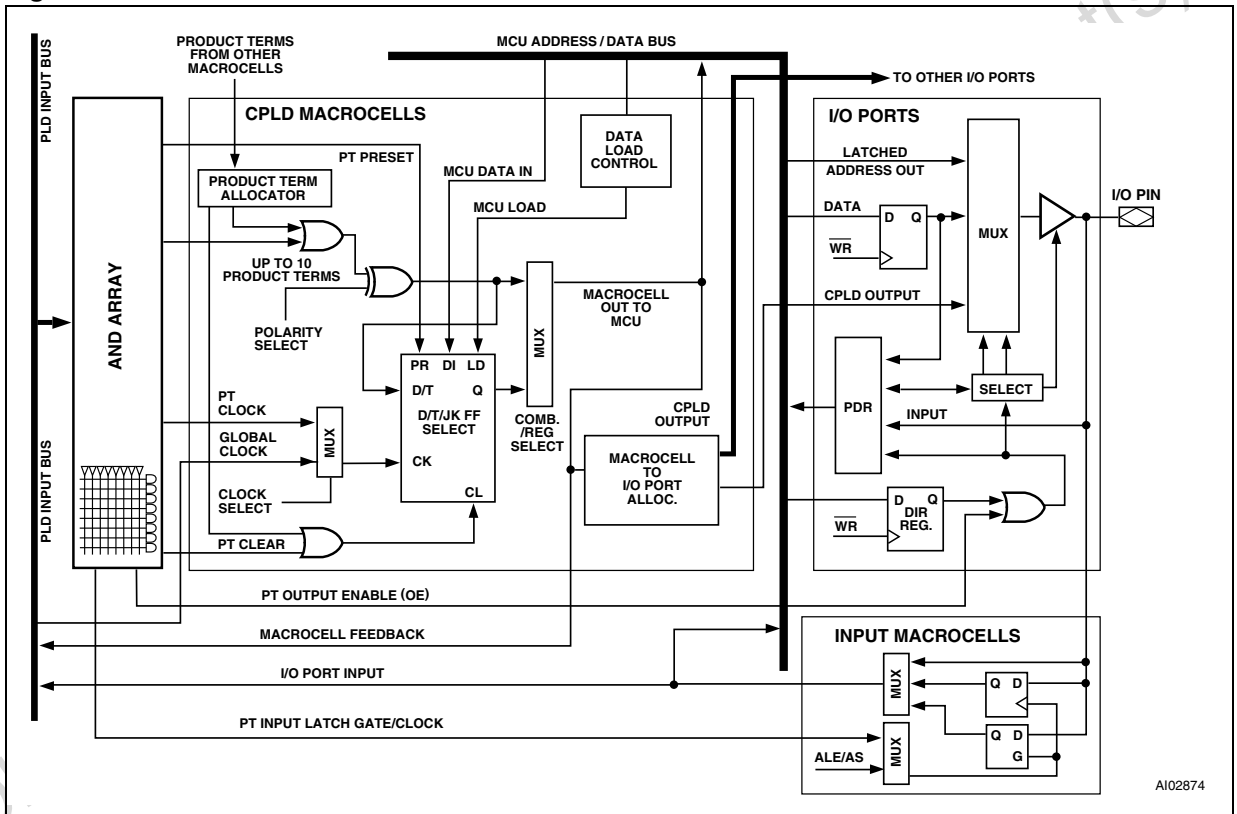 PRODUCT TERMS
FROM OTHER
MACROCELLS
MCU ADDRESS / DATA BUS
TO OTHER I/O PORTS
PLD INPUT BUS
CPLD MACROCELLS
I/O PORTS
PT PRESET
MCU DATA IN
DATA
LOAD
CONTROL
LATCHED
ADDRESS OUT
PRODUCT TERM
ALLOCATOR
MCU LOAD
DATA
D
Q
WR
MUX
I/O PIN
AND ARRAY
UP TO 10
PRODUCT TERMS
POLARITY
SELECT
MUX
MACROCELL
OUT TO
MCU
CPLD OUTPUT
PR DI LD
D/T
Q
D/T/JK FF
SELECT
CK
CL
COMB.
/REG
SELECT
CPLD
OUTPUT
PDR
SELECT
INPUT
PT
CLOCK
GLOBAL
CLOCK
MUX
CLOCK
SELECT
PLD INPUT BUS
MACROCELL
TO
I/O PORT
ALLOC.
D
Q
DIR
REG.
WR
PT CLEAR
PT OUTPUT ENABLE (OE)
MACROCELL FEEDBACK
INPUT MACROCELLS
I/O PORT INPUT
MUX
Q D
PT INPUT LATCH GATE/CLOCK
MUX
Q D
G
ALE/AS
AI02874